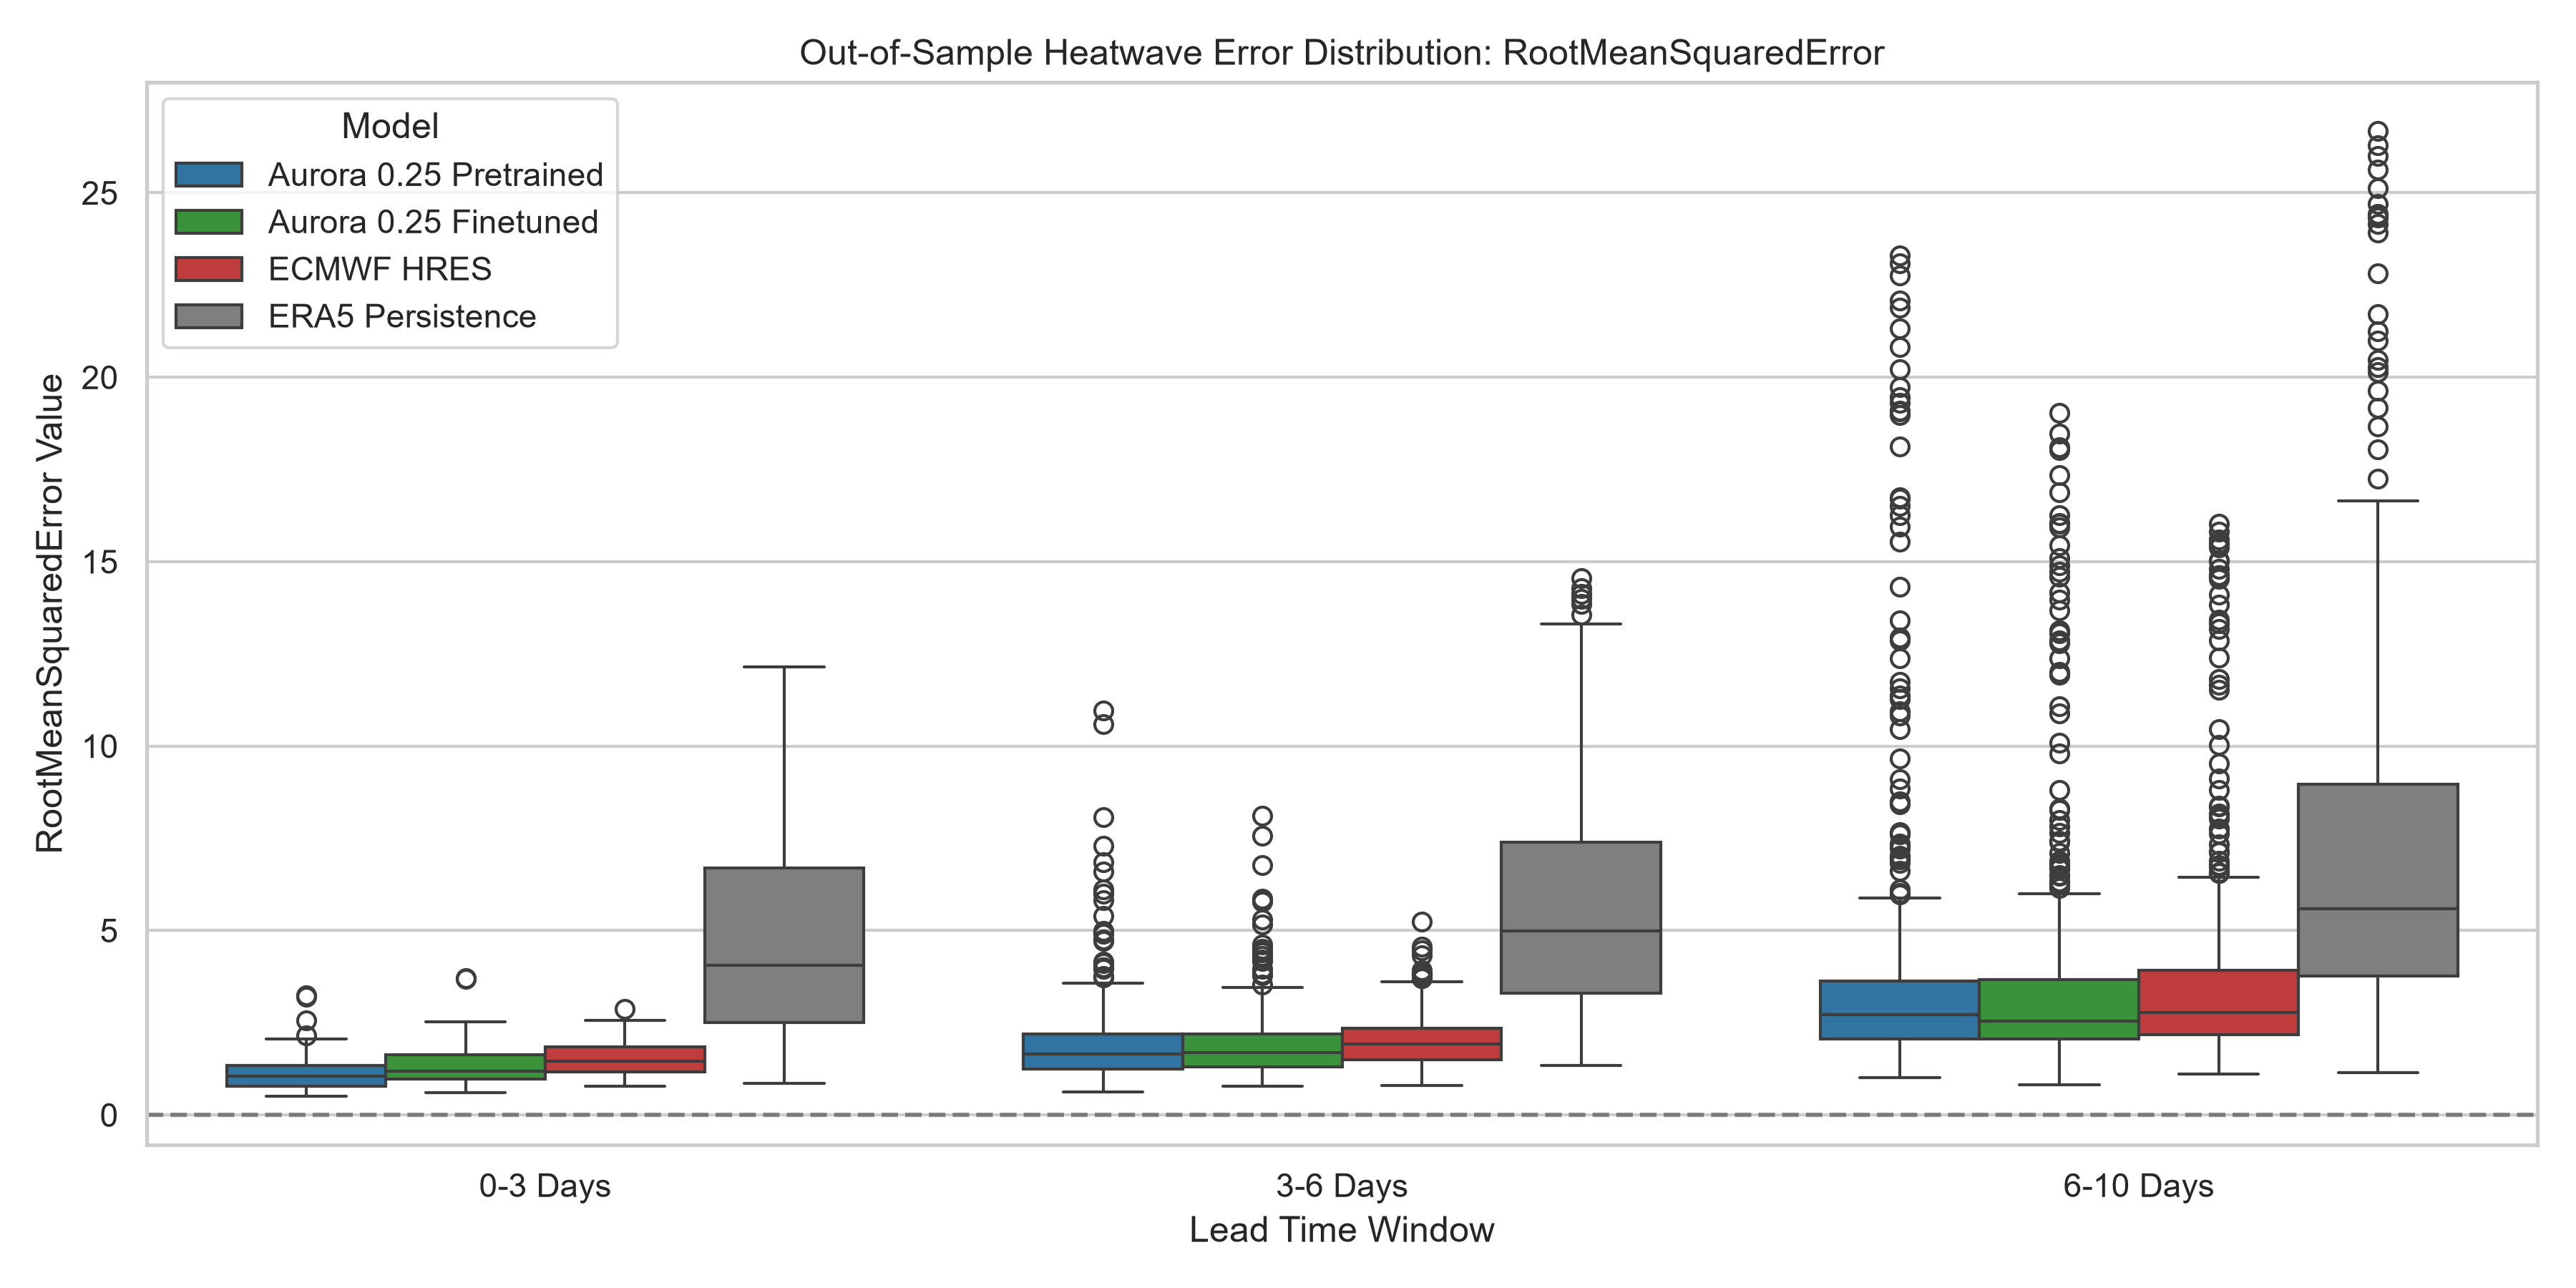 Out-of-Sample Heatwave Error Distribution: RootMeanSquaredError
Model
Aurora 0.25 Pretrained
Aurora 0.25 Finetuned
ECMWF HRES
ERA5 Persistence
RootMeanSquaredError Value
25
20
15
10
5
0
0-3 Days
3-6 Days
6-10 Days
Lead Time Window